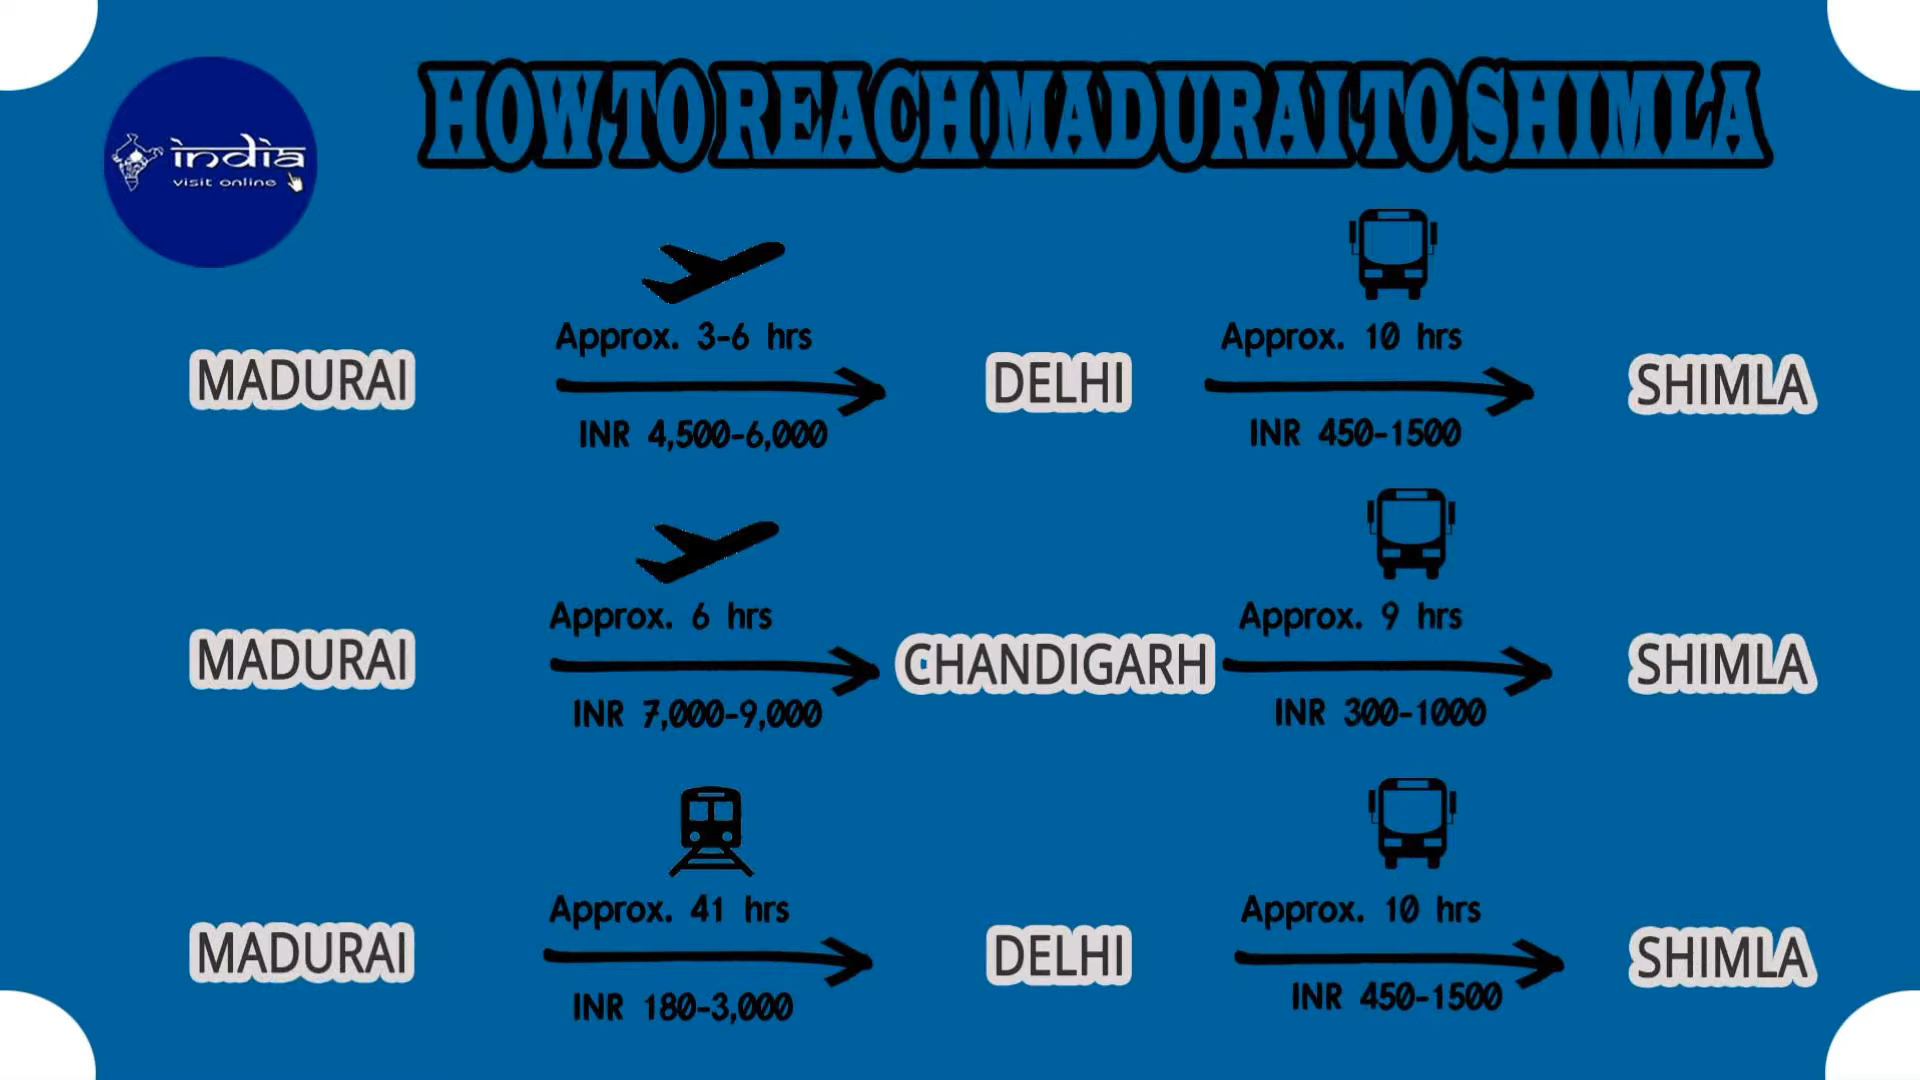 HOW TO REACH MADURAI TO SHIMLA
india
visit online
Approx. 3-6 hrs
Approx. 10 hrs
MADURAI
DELHI
SHIMLA
INR 4,500-6,000
INR 450-1500
Approx. 6 hrs
Approx. 9 hrs
MADURAI
CHANDIGARH
SHIMLA
INR 7,000-9,000
INR 300-1000
Approx. 41 hrs
Approx. 10 hrs
MADURAI
DELHI
SHIMLA
INR 180-3,000
INR 450-1500